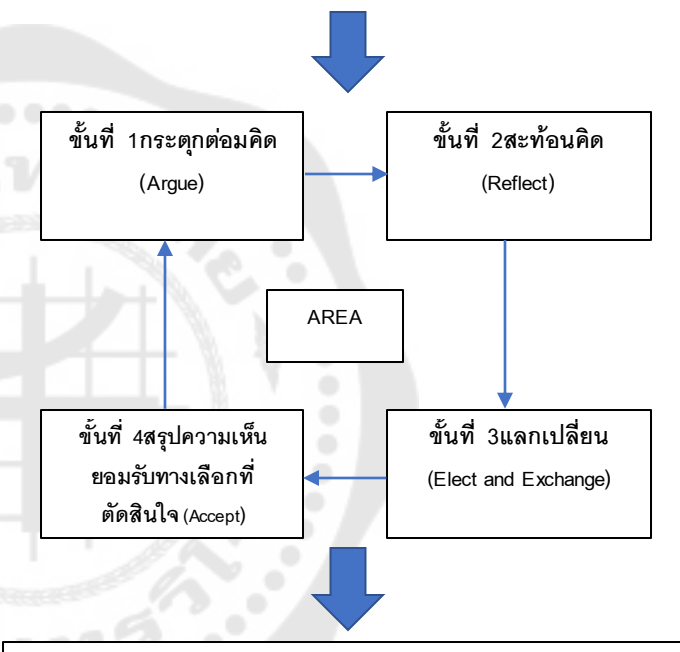 ขั้นที่ 1กระตุกต่อมคิด
(Argue)
ขั้นที่ 2สะท้อนคิด
(Reflect)
AREA
ขั้นที่ 3แลกเปลี่ยน
(Elect and Exchange)
ขั้นที่ 4สรุปความเห็น
ยอมรับทางเลือกที่
ตัดสินใจ (Accept)